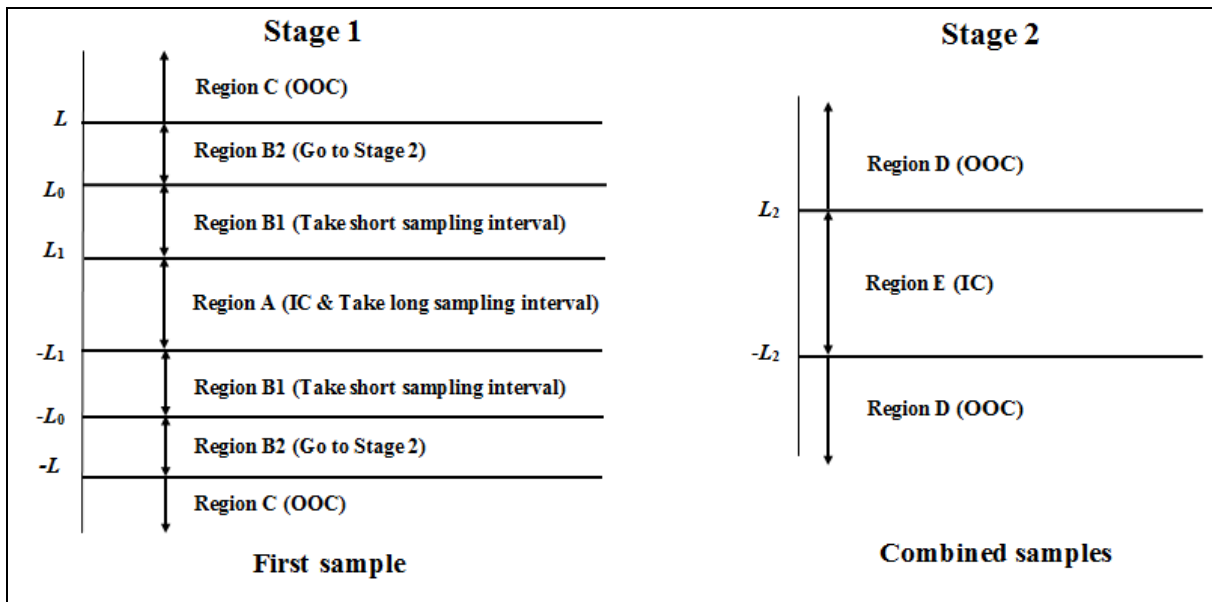 Stage 1
Region C (OOC)
L
Region B2 (Go to Stage 2)
L0
Region B1 (Take short sampling interval)
L1
Region A (IC & Take long sampling interval)
-L1
Region B1 (Take short sampling interval)
-L0
Region B2 (Go to Stage 2)
-L
Region C (OOC)
First sample
Stage 2
Region D (OOC)
L2
Region E (IC)
-L2
Region D (OOC)
Combined samples